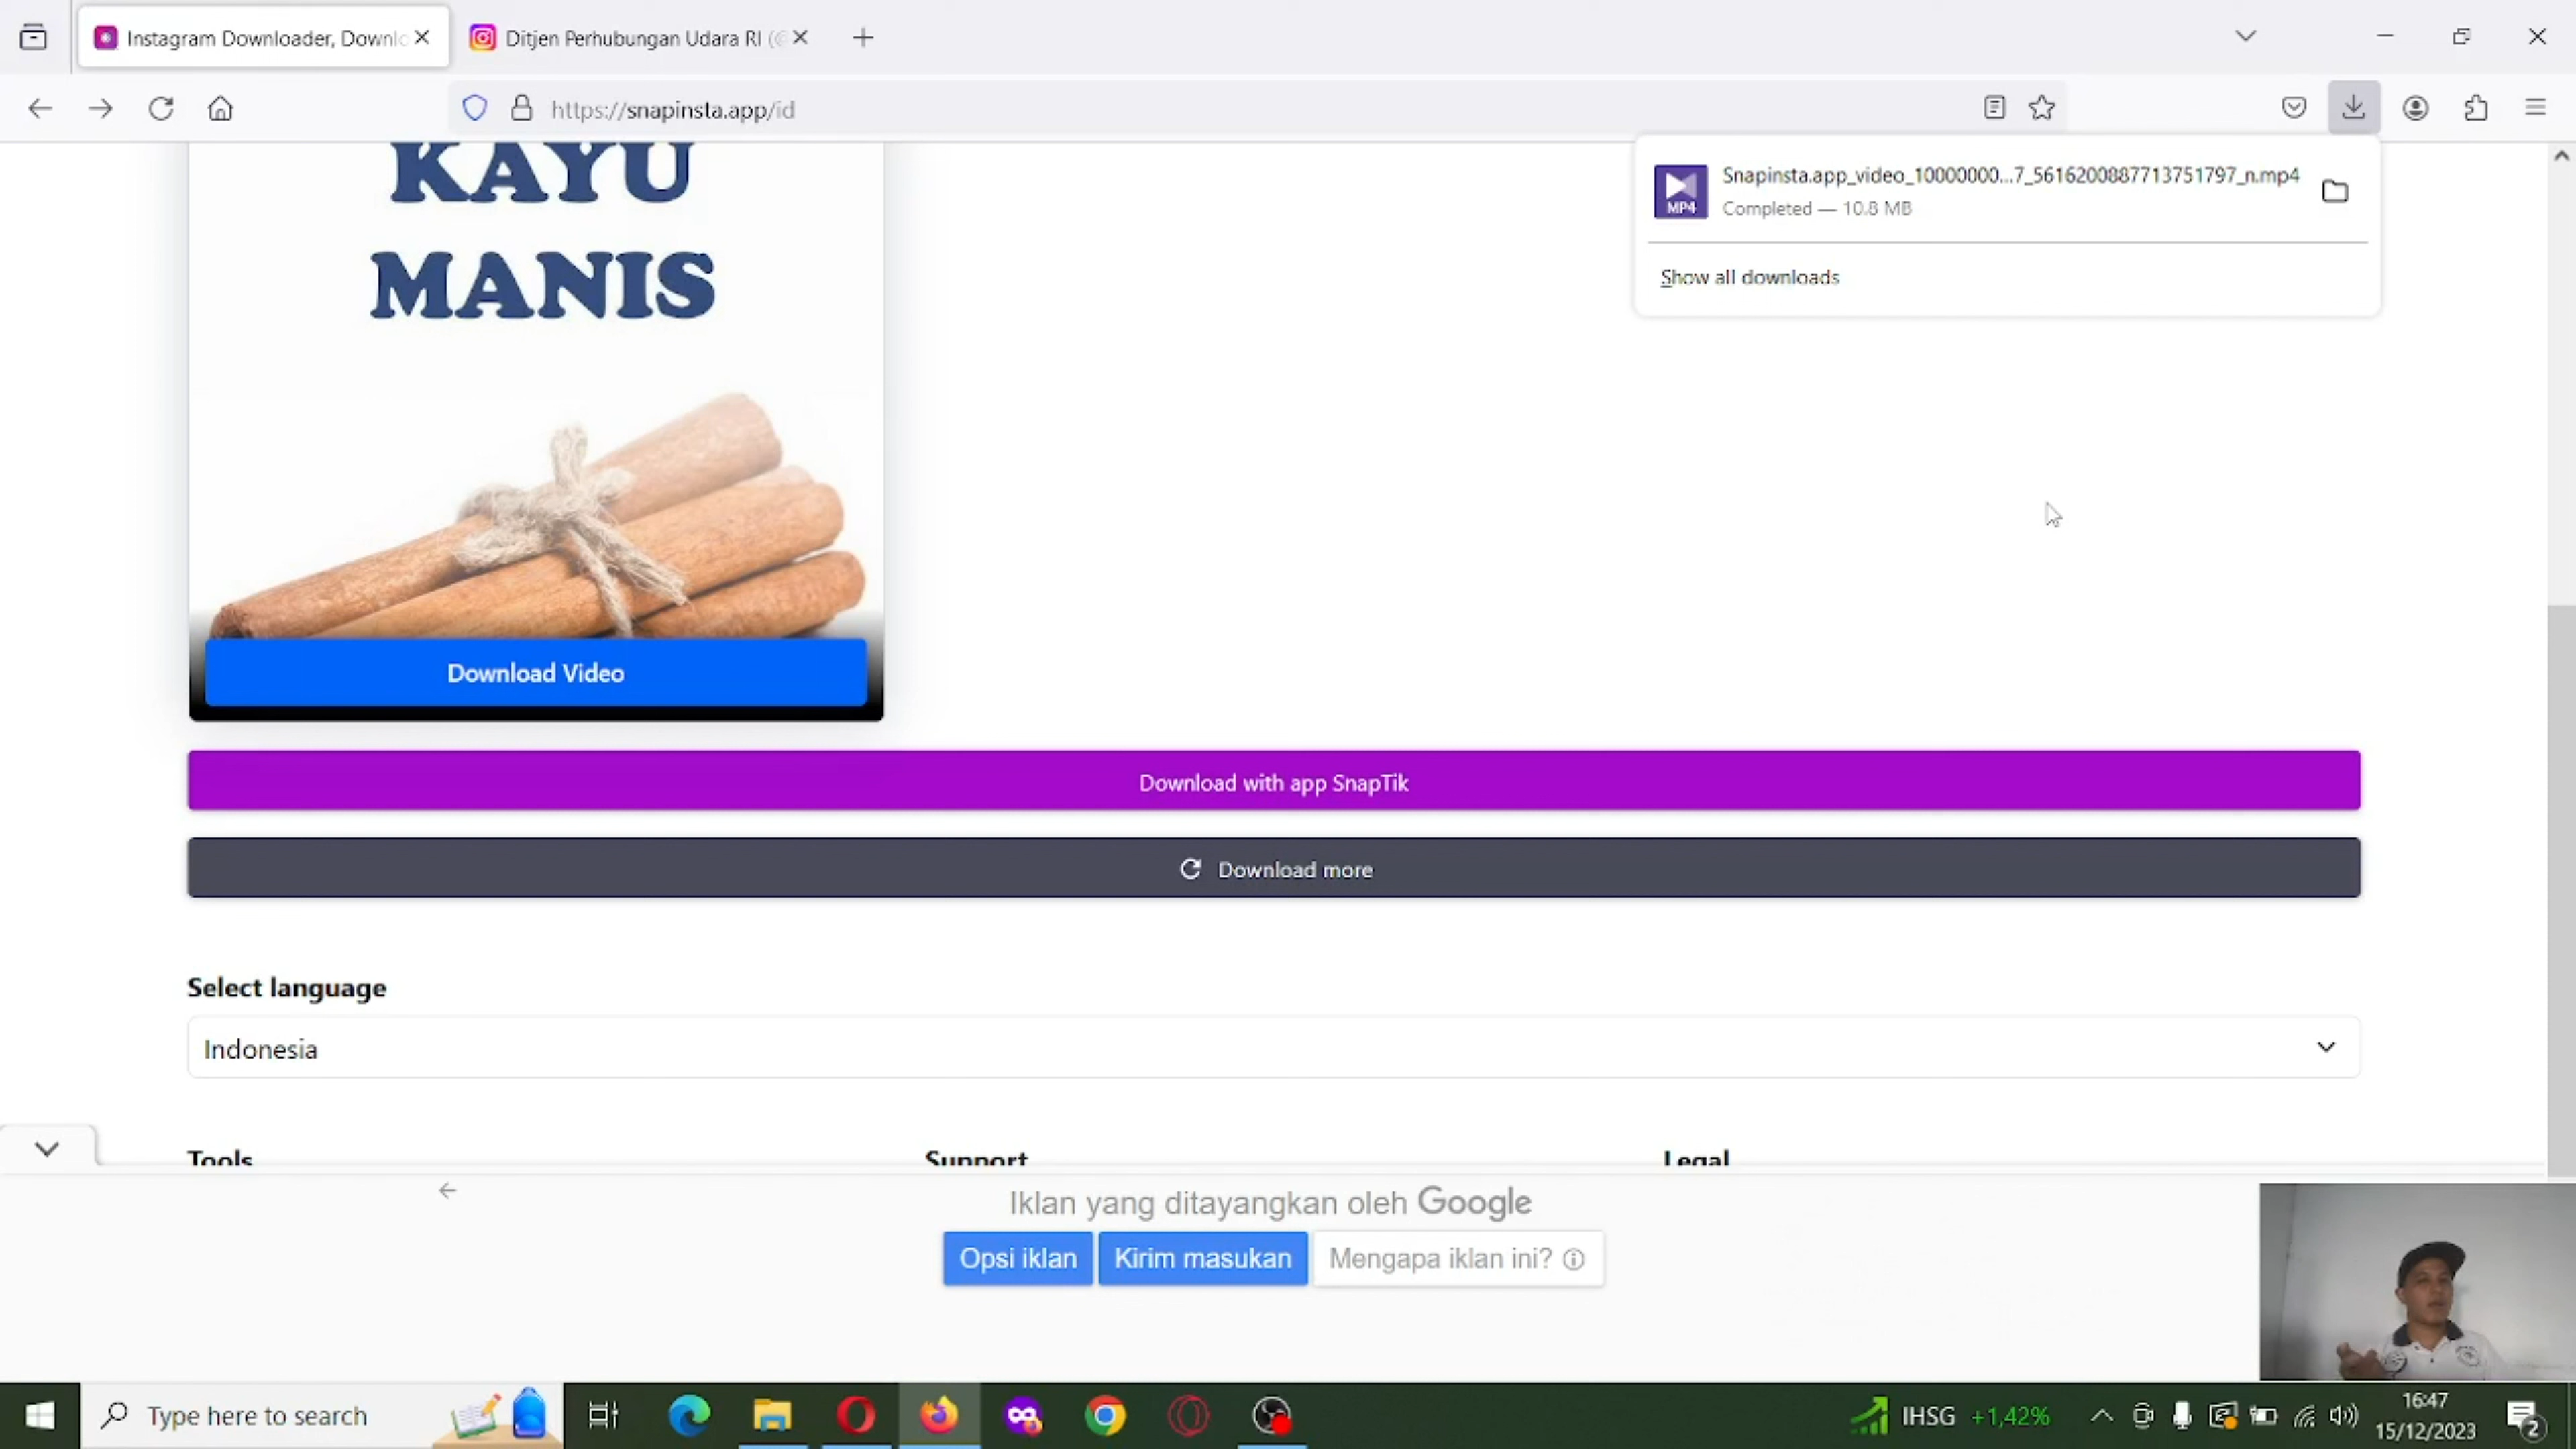 Instagram Downloader, Downlo
Ditjen Perhubungan Udara RI (@
https://snapinsta.app/id
Snapinsta.app_video_10000000...7_5616200887713751797_n.mp4
Completed — 10.8 MB
MP4
Show all downloads
KAYU
MANIS
Download Video
Download with app SnapTik
Download more
Select language
Indonesia
Tools
Support
Legal
Iklan yang ditayangkan oleh Google
Opsi iklan
Kirim masukan
Mengapa iklan ini?
Type here to search
IHSG +1,42%
16:47
15/12/2023
2